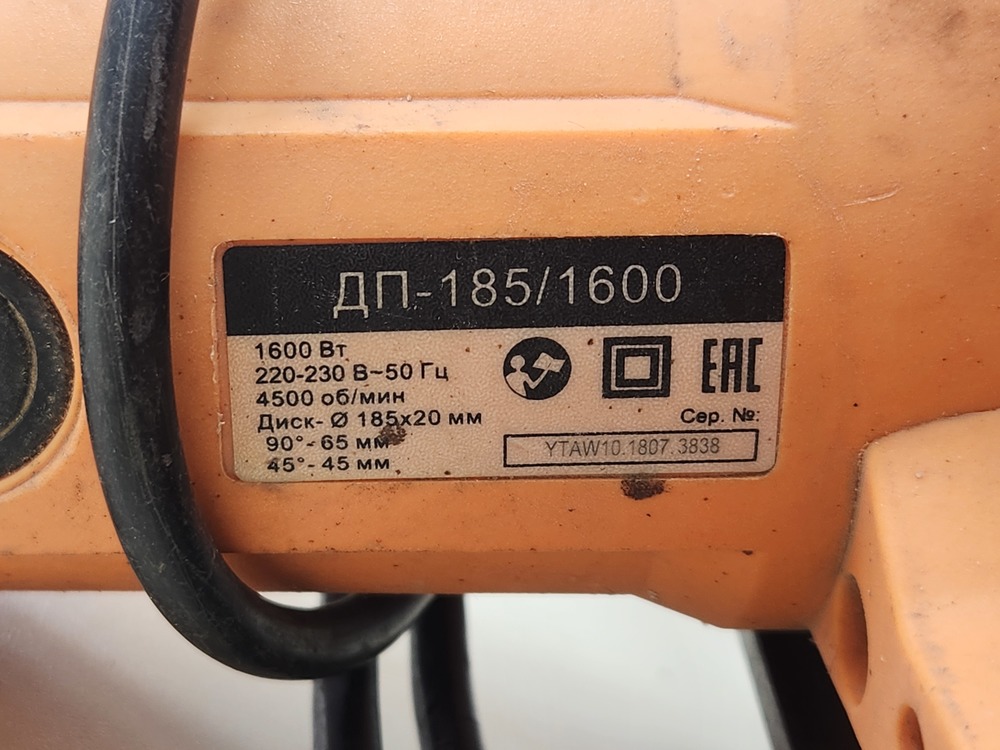 ДП-185/1600
1600 Вт
220-230 В~50 Гц
4500 об/мин
Диск- Ø 185x20 мм
90°- 65 мм
45°- 45 мм
EAC
Сер. №:
YTAW10.1807.3838